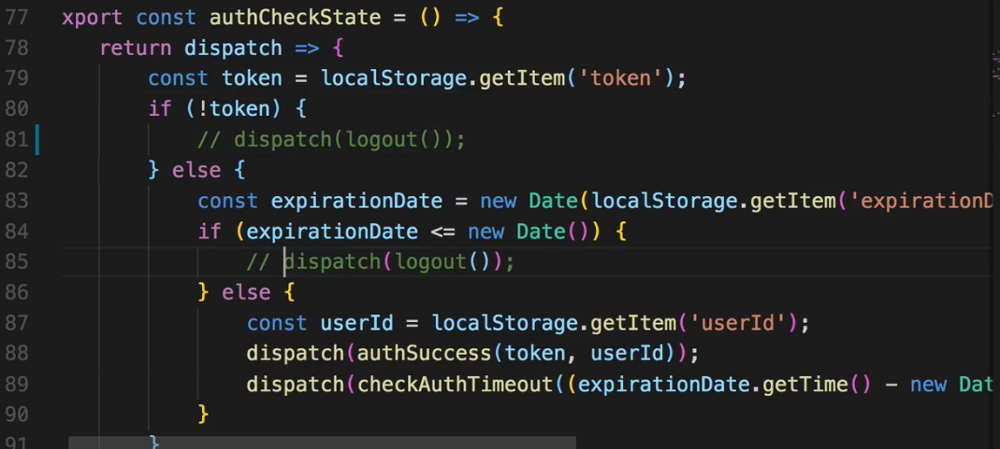 77 xport const authCheckState = () => {
78 return dispatch => {
79 const token = localStorage.getItem('token');
80 if (!token) {
81 // dispatch(logout());
82 } else {
83 const expirationDate = new Date(localStorage.getItem('expirationD
84 if (expirationDate <= new Date()) {
85 // dispatch(logout());
86 } else {
87 const userId = localStorage.getItem('userId');
88 dispatch(authSuccess(token, userId));
89 dispatch(checkAuthTimeout((expirationDate.getTime() - new Dat
90 }
91 }